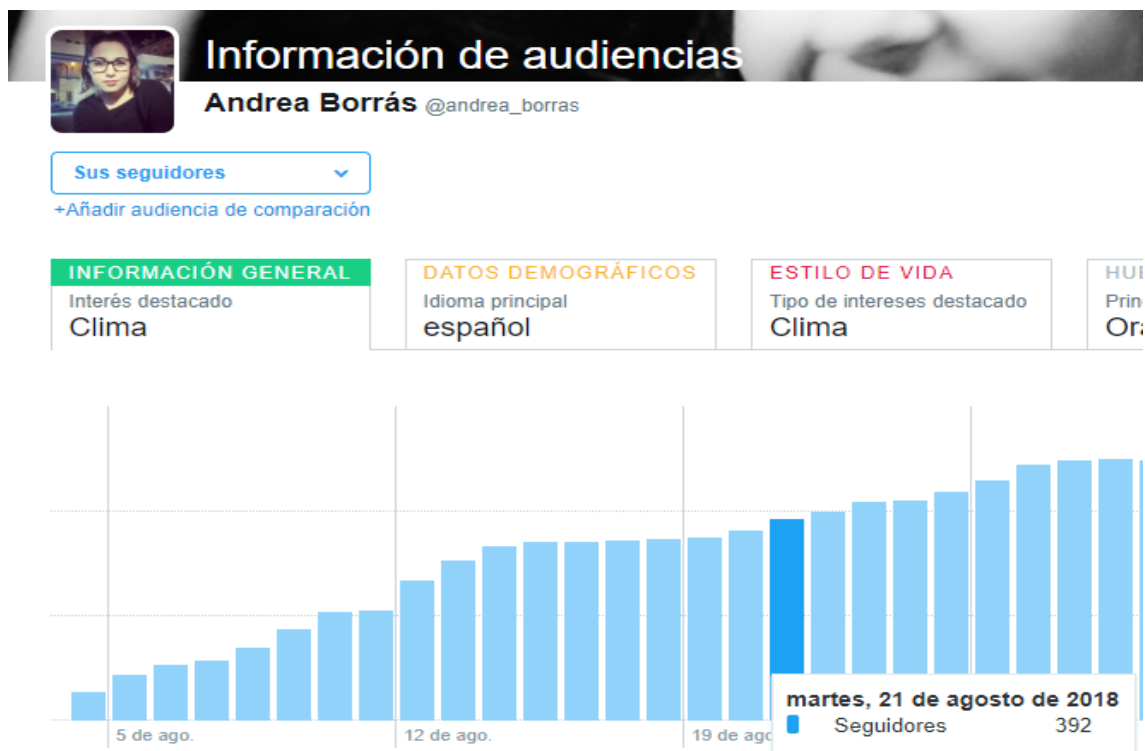 Información de audiencias
Andrea Borrás @andrea_borras
Sus seguidores
+Añadir audiencia de comparación
INFORMACIÓN GENERAL
Interés destacado
Clima
DATOS DEMOGRÁFICOS
Idioma principal
español
ESTILO DE VIDA
Tipo de intereses destacado
Clima
martes, 21 de agosto de 2018
Seguidores 392
5 de ago.
12 de ago.
19 de ago